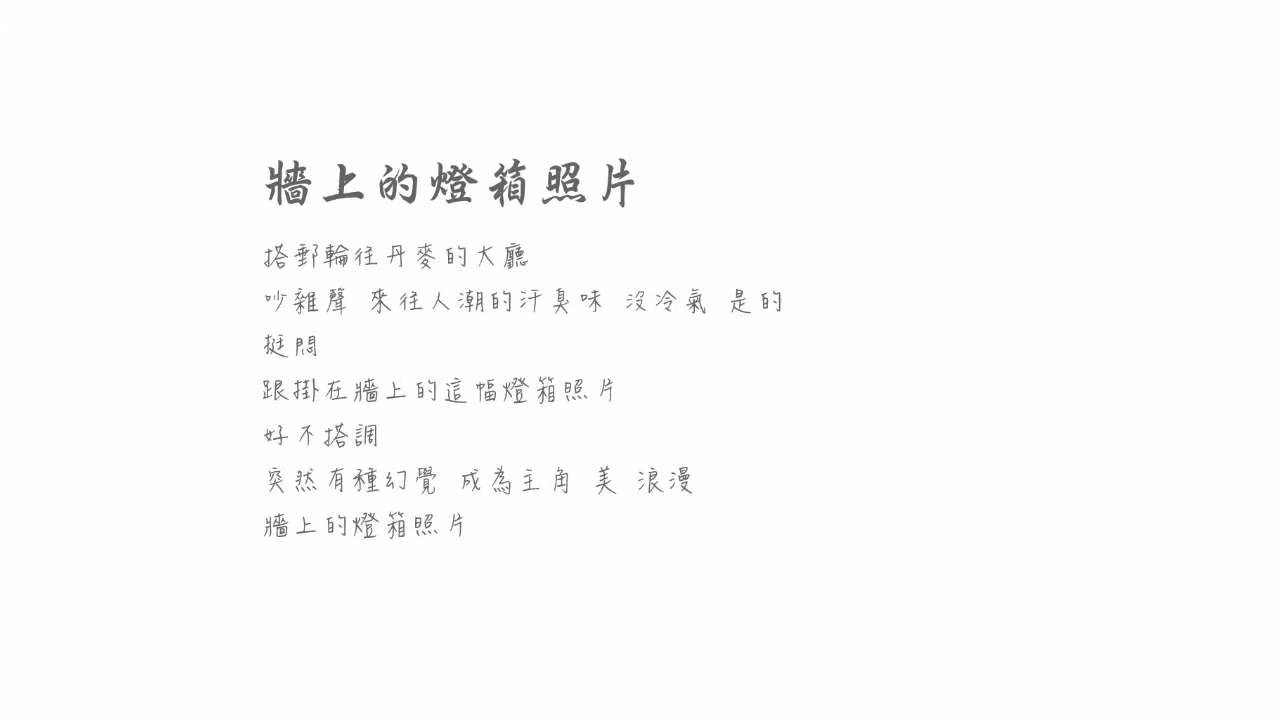 牆上的燈箱照片
搭郵輪往丹麥的大廳
吵雜聲 來往人潮的汗臭味 沒冷氣 是的
挺悶
跟掛在牆上的這幅燈箱照片
好不搭調
突然有種幻覺 成為主角 美 浪漫
牆上的燈箱照片